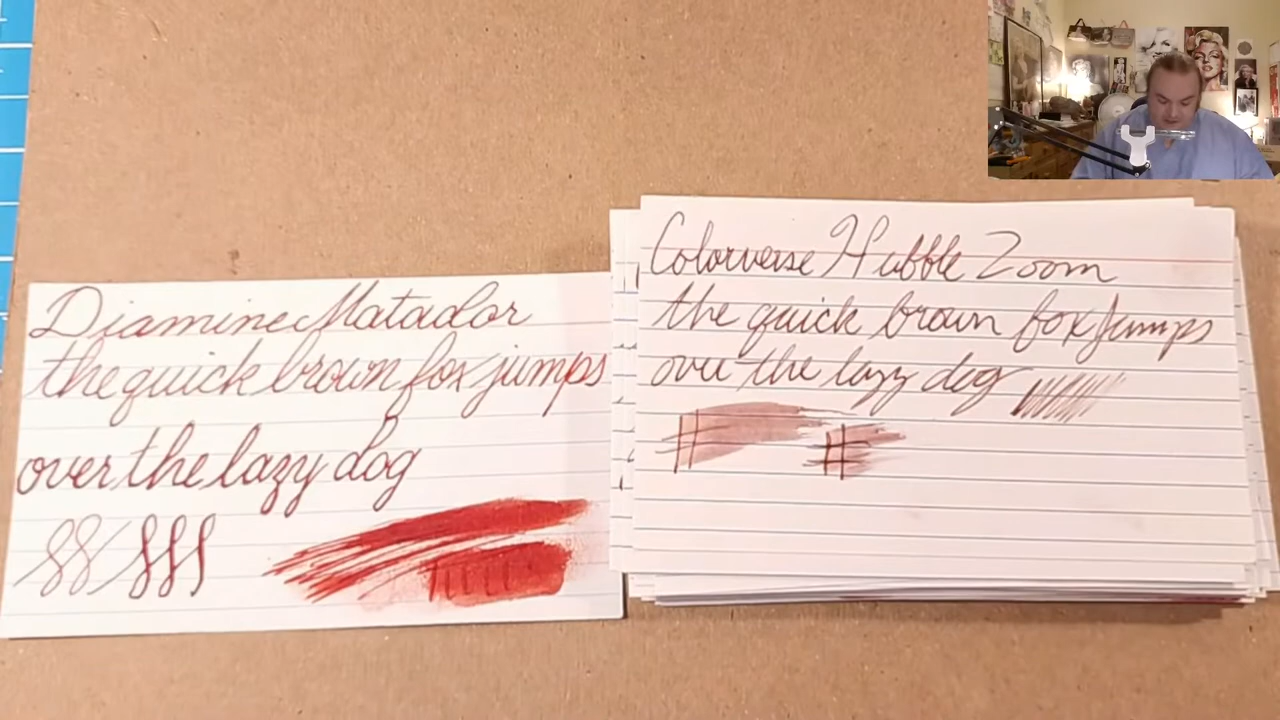 Diamine Matador
the quick brown fox jumps
over the lazy dog
Colorverse Hubble Zoom
the quick brown fox jumps
over the lazy dog